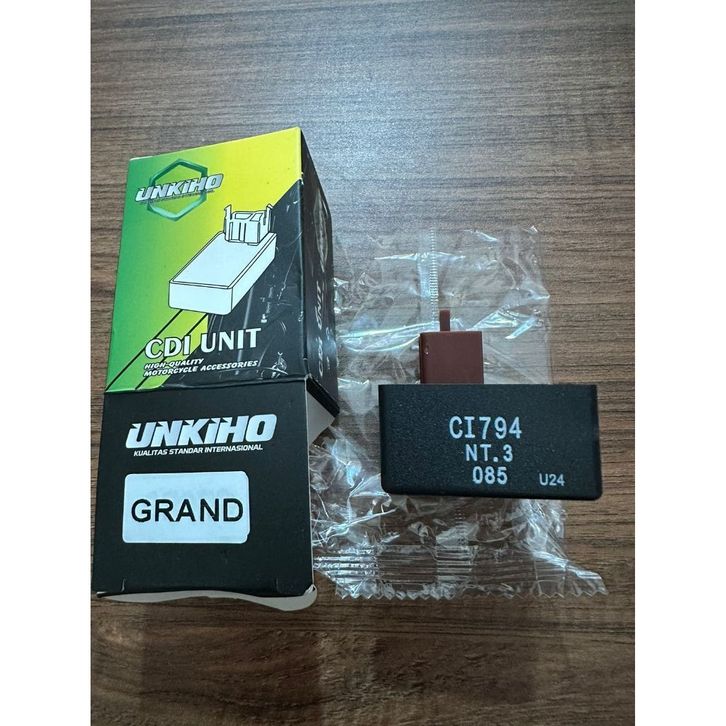 UNKIHO
CDI UNIT
HIGH-QUALITY
MOTORCYCLE ACCESSORIES
UNKIHO
KUALITAS STANDAR INTERNASIONAL
GRAND
CI794
NT.3
085
U24